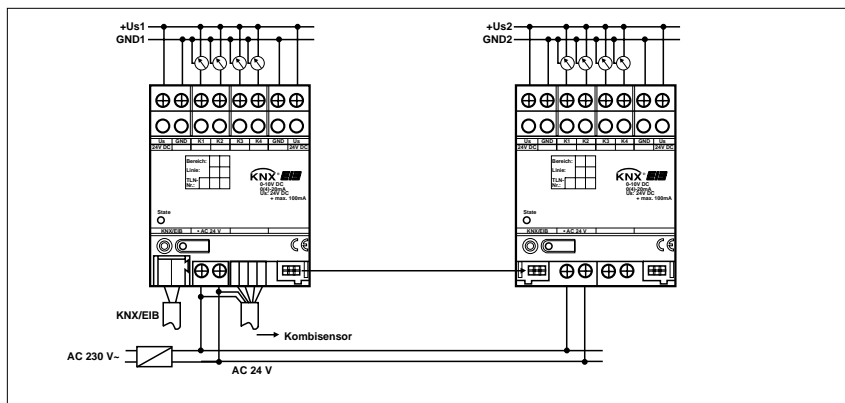 +Us1
GND1
+Us2
GND2
Us GND K1 K2 K3 K4 GND Us
24V DC 24V DC
Bereich:
Linie:
TLN-
Nr.:
KNX® EIB
0-10V DC
0(4)-20mA
Us: 24V DC
+ max. 100mA
State
KNX/EIB ~ AC 24 V
Us GND K1 K2 K3 K4 GND Us
24V DC 24V DC
Bereich:
Linie:
TLN-
Nr.:
KNX® EIB
0-10V DC
0(4)-20mA
Us: 24V DC
+ max. 100mA
State
KNX/EIB ~ AC 24 V
KNX/EIB
Kombisensor
AC 230 V~
AC 24 V